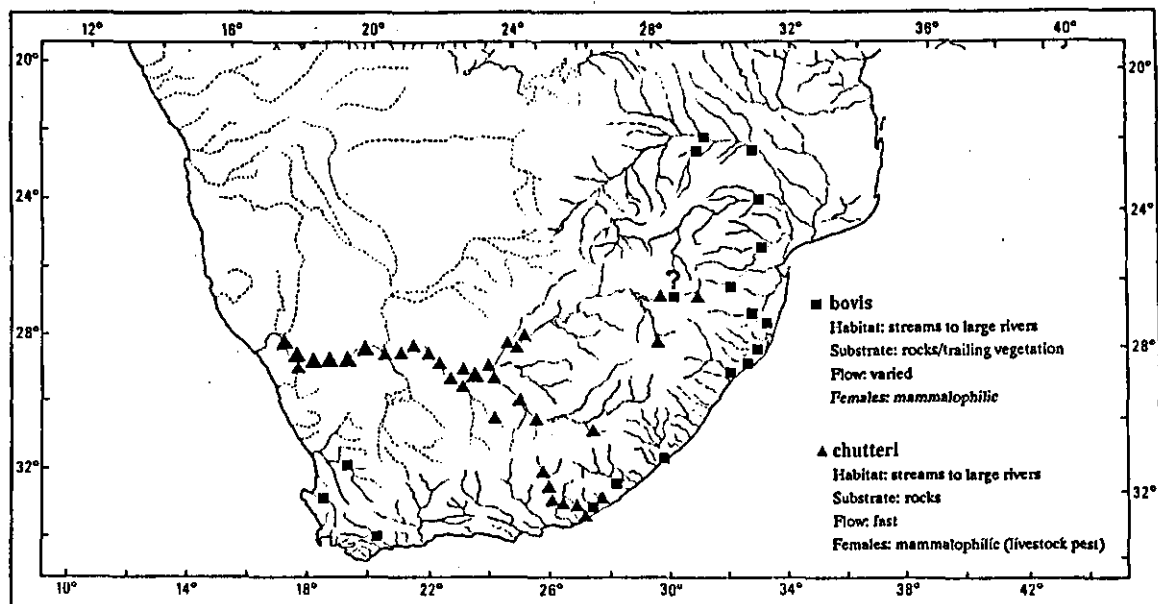 12° 16° 20° 24° 28° 32° 36° 40°
20° 20°
24° 24°
28° 28°
32° 32°
?
■ bovis
Habitat: streams to large rivers
Substrate: rocks/trailing vegetation
Flow: varied
Females: mammalophilic
▲ chutteri
Habitat: streams to large rivers
Substrate: rocks
Flow: fast
Females: mammalophilic (livestock pest)
10° 14° 18° 22° 26° 30° 34° 38° 42°